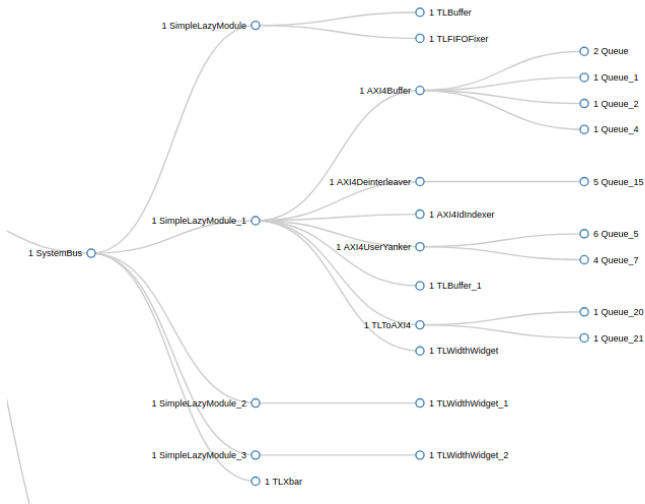 1 TLBuffer
1 SimpleLazyModule
1 TLFIFOFixer
2 Queue
1 Queue_1
1 AXI4Buffer
1 Queue_2
1 Queue_4
1 AXI4Deinterleaver
5 Queue_15
1 AXI4IdIndexer
1 SimpleLazyModule_1
6 Queue_5
1 AXI4UserYanker
1 SystemBus
4 Queue_7
1 TLBuffer_1
1 Queue_20
1 TLToAXI4
1 Queue_21
1 TLWidthWidget
1 SimpleLazyModule_2
1 TLWidthWidget_1
1 SimpleLazyModule_3
1 TLWidthWidget_2
1 TLXbar